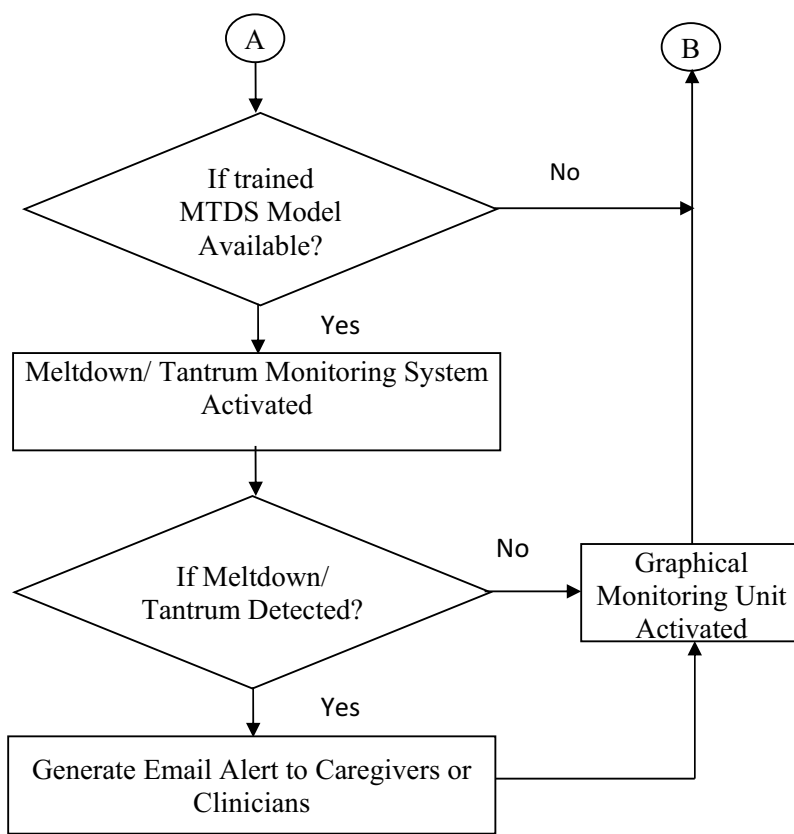 A
B
If trained
MTDS Model
Available?
No
Yes
Meltdown/ Tantrum Monitoring System
Activated
If Meltdown/
Tantrum Detected?
No
Graphical
Monitoring Unit
Activated
Yes
Generate Email Alert to Caregivers or
Clinicians